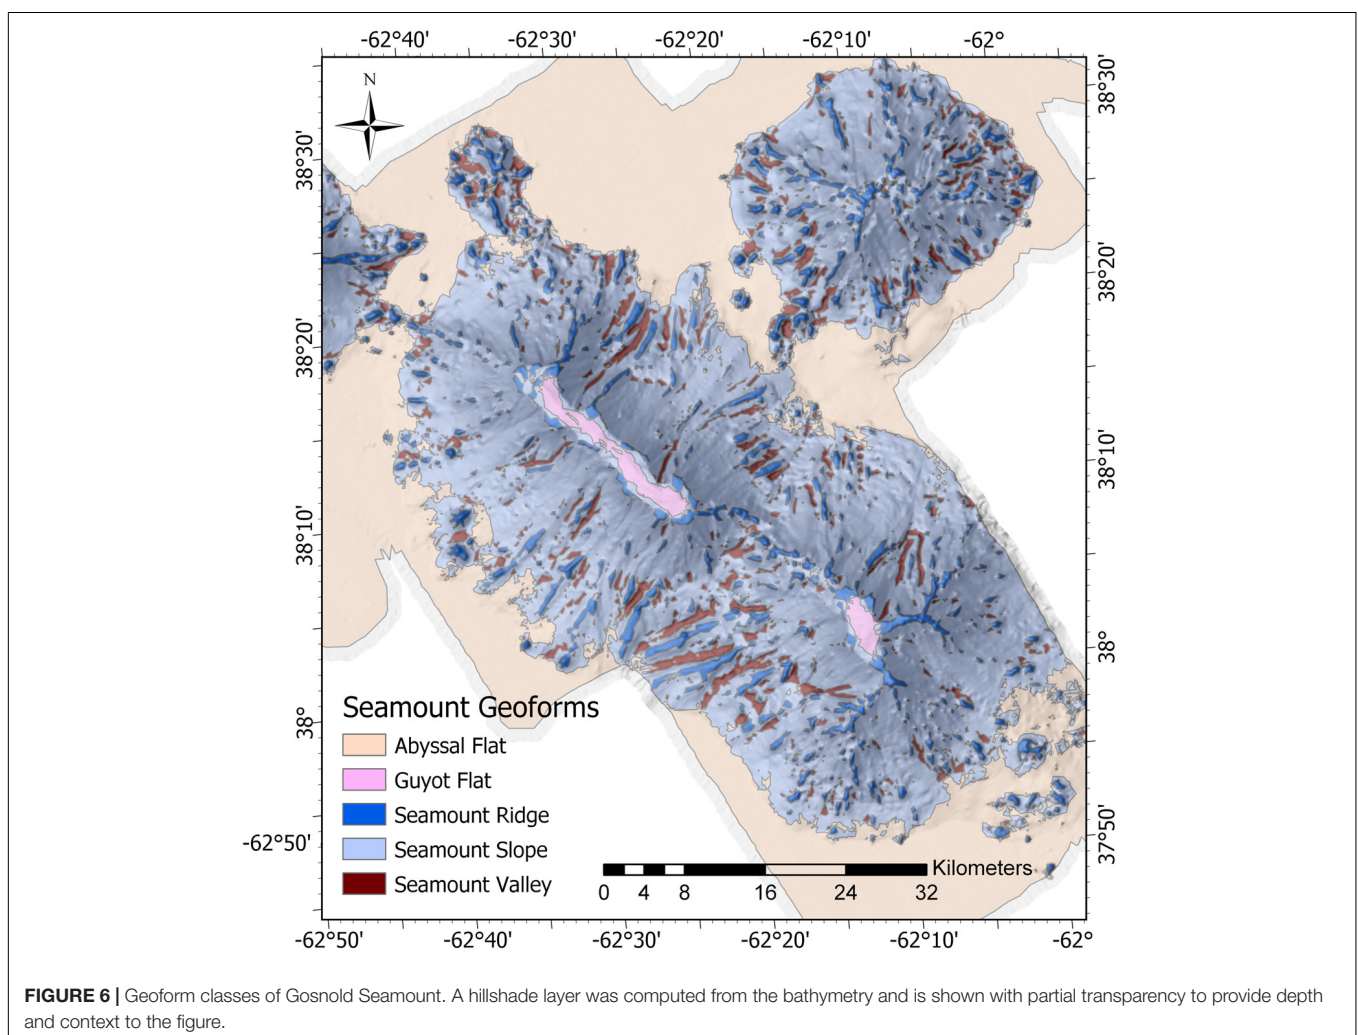 -62°40' -62°30' -62°20' -62°10' -62°
N
38°30'
38°30'
38°20'
38°20'
38°10'
38°10'
38°
38°
37°50'
-62°50'
Seamount Geoforms
Abyssal Flat
Guyot Flat
Seamount Ridge
Seamount Slope
Seamount Valley
Kilometers
0 4 8 16 24 32
-62°50' -62°40' -62°30' -62°20' -62°10' -62°
FIGURE 6 | Geoform classes of Gosnold Seamount. A hillshade layer was computed from the bathymetry and is shown with partial transparency to provide depth
and context to the figure.